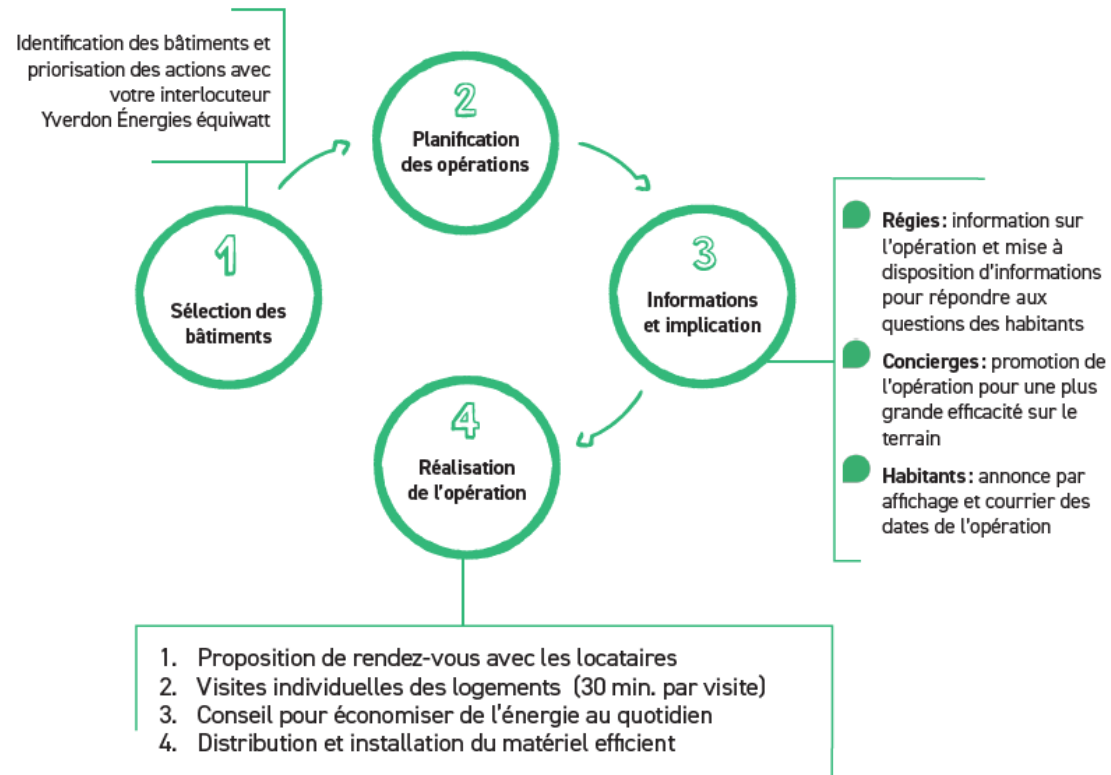 Identification des bâtiments et
priorisation des actions avec
votre interlocuteur
Yverdon Énergies équiwatt
1
Sélection des
bâtiments
2
Planification
des opérations
3
Informations
et implication
Régies : information sur
l'opération et mise à
disposition d'informations
pour répondre aux
questions des habitants
Concierges : promotion de
l'opération pour une plus
grande efficacité sur le
terrain
Habitants : annonce par
affichage et courrier des
dates de l'opération
4
Réalisation
de l'opération
1. Proposition de rendez-vous avec les locataires
2. Visites individuelles des logements (30 min. par visite)
3. Conseil pour économiser de l'énergie au quotidien
4. Distribution et installation du matériel efficient